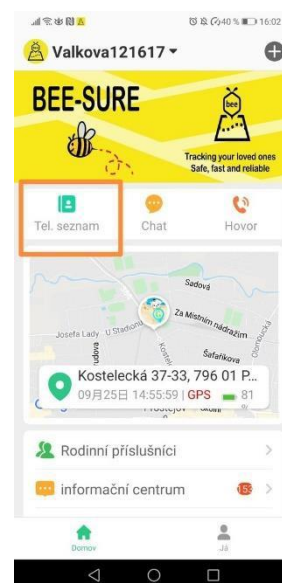 40 % 16:02
Valkova121617
BEE-SURE
bee
Tracking your loved ones
Safe, fast and reliable
Tel. seznam
Chat
Hovor
Sadová
Za Místním nádražím
Josefa Lady
U Stadionu
Šafaříkova
Olomoucká
Kostelecká 37-33, 796 01 P...
09月25日 14:55:59 | GPS 81
Rodinní příslušníci
informační centrum
153
Domov
Já